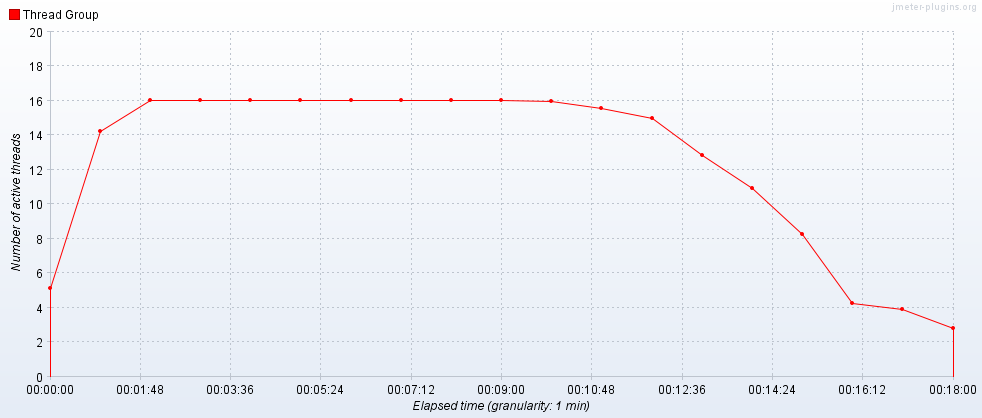 jmeter-plugins.org
Thread Group
20
18
16
14
12
10
8
6
4
2
0
Number of active threads
00:00:00 00:01:48 00:03:36 00:05:24 00:07:12 00:09:00 00:10:48 00:12:36 00:14:24 00:16:12 00:18:00
Elapsed time (granularity: 1 min)